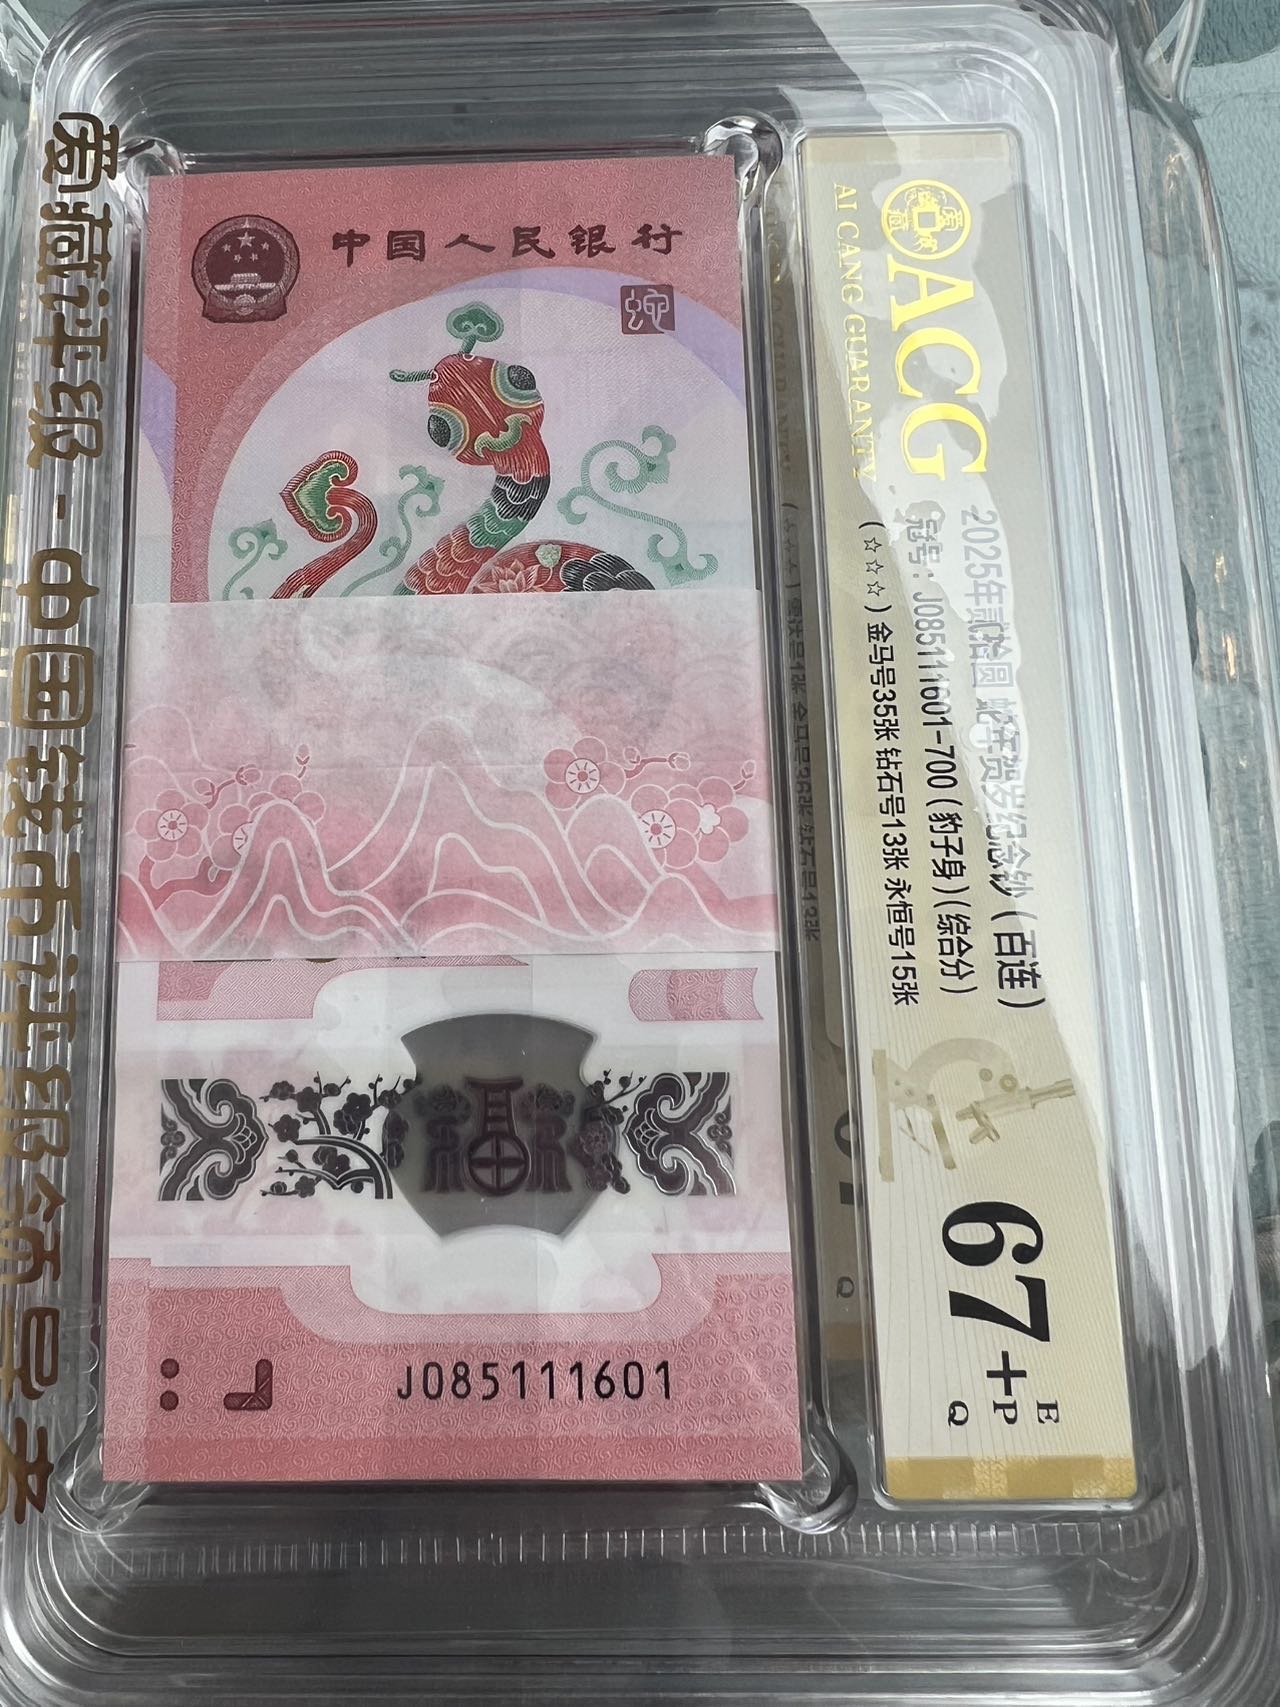 爱藏评级 - 中国钱币评级领导者
中国人民银行
蛇
福
J085111601
ACG
AI CANG GUARANTY
2025年贰拾圆 蛇年贺岁纪念钞（百连）
冠号：J085111601-700（豹子身）（综合分）
（☆☆☆）金马号35张 钻石号13张 永恒号15张
67+
E
P
Q